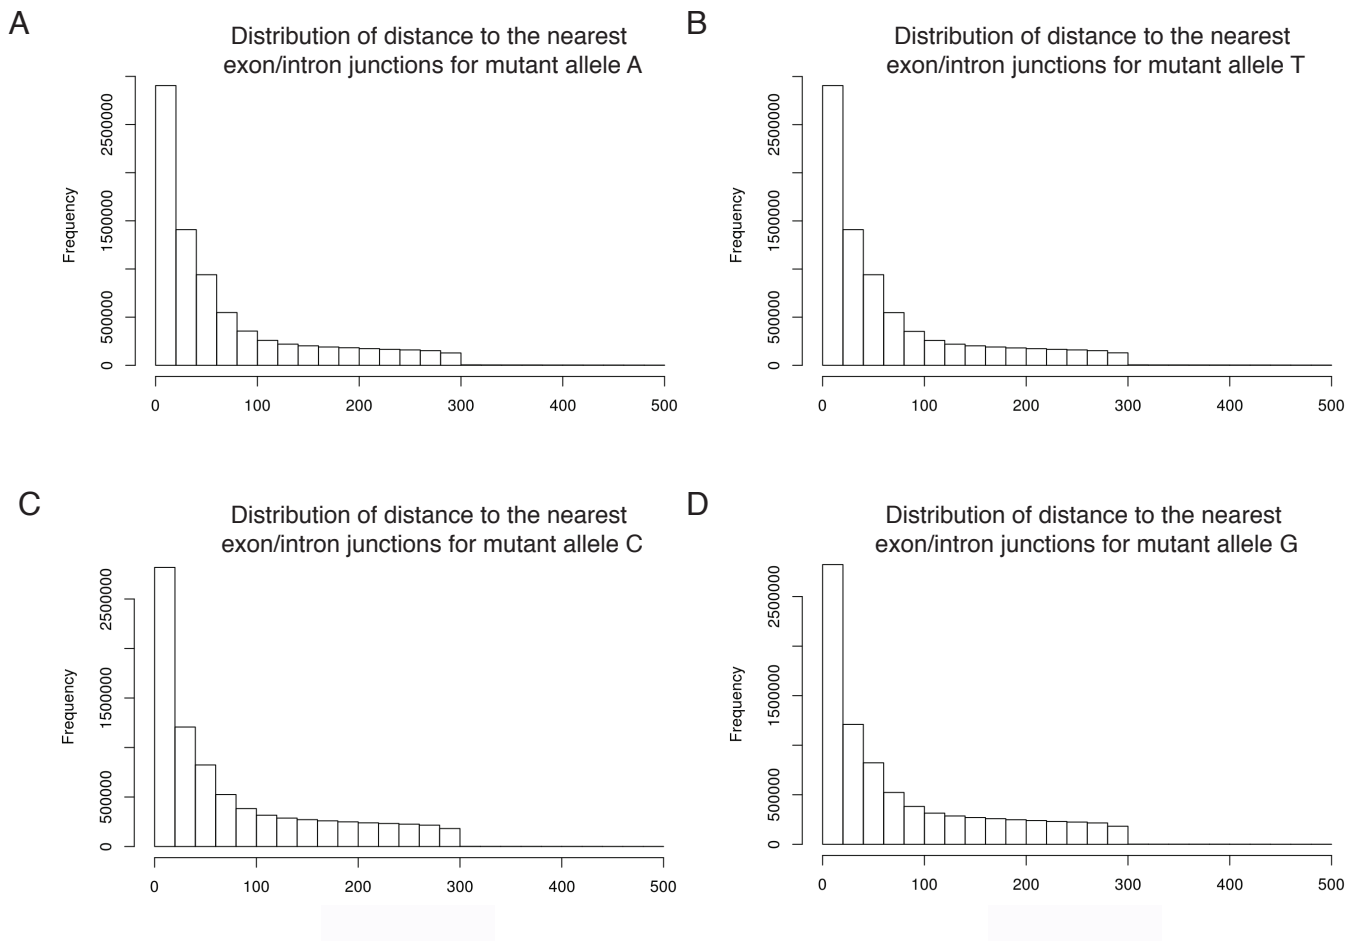 A
Distribution of distance to the nearest
exon/intron junctions for mutant allele A
Frequency
0 500000 1500000 2500000
0 100 200 300 400 500
B
Distribution of distance to the nearest
exon/intron junctions for mutant allele T
Frequency
0 500000 1500000 2500000
0 100 200 300 400 500
C
Distribution of distance to the nearest
exon/intron junctions for mutant allele C
Frequency
0 500000 1500000 2500000
0 100 200 300 400 500
D
Distribution of distance to the nearest
exon/intron junctions for mutant allele G
Frequency
0 500000 1500000 2500000
0 100 200 300 400 500